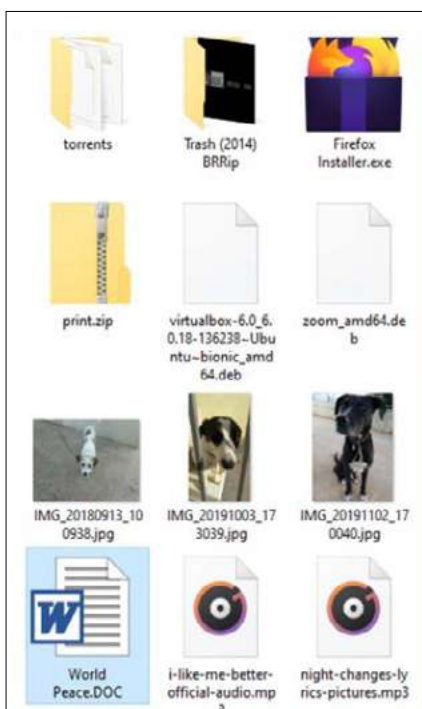 torrents
Trash (2014)
BRRip
Firefox
Installer.exe
print.zip
virtualbox-6.0_6.
0.18-136238~Ubu
ntu~bionic_amd
64.deb
zoom_amd64.de
b
IMG_20180913_10
0938.jpg
IMG_20191003_17
3039.jpg
IMG_20191102_17
0040.jpg
W
World
Peace.DOC
i-like-me-better-
official-audio.mp
night-changes-ly
rics-pictures.mp3